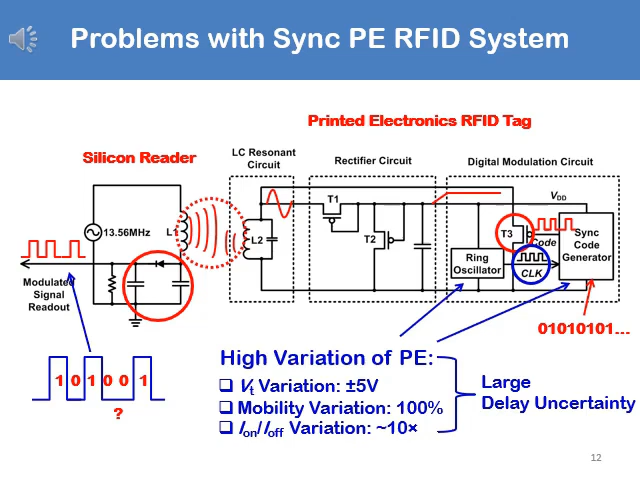 Problems with Sync PE RFID System
Printed Electronics RFID Tag
Silicon Reader
LC Resonant
Circuit
Rectifier Circuit
Digital Modulation Circuit
T1
VDD
13.56MHz
L1
L2
T2
T3
Code
Sync
Code
Generator
Ring
Oscillator
CLK
Modulated
Signal
Readout
01010101...
1 0 1 0 0 1
?
High Variation of PE:
❑ Vt Variation: ±5V
❑ Mobility Variation: 100%
❑ Ion/Ioff Variation: ~10×
Large
Delay Uncertainty
12